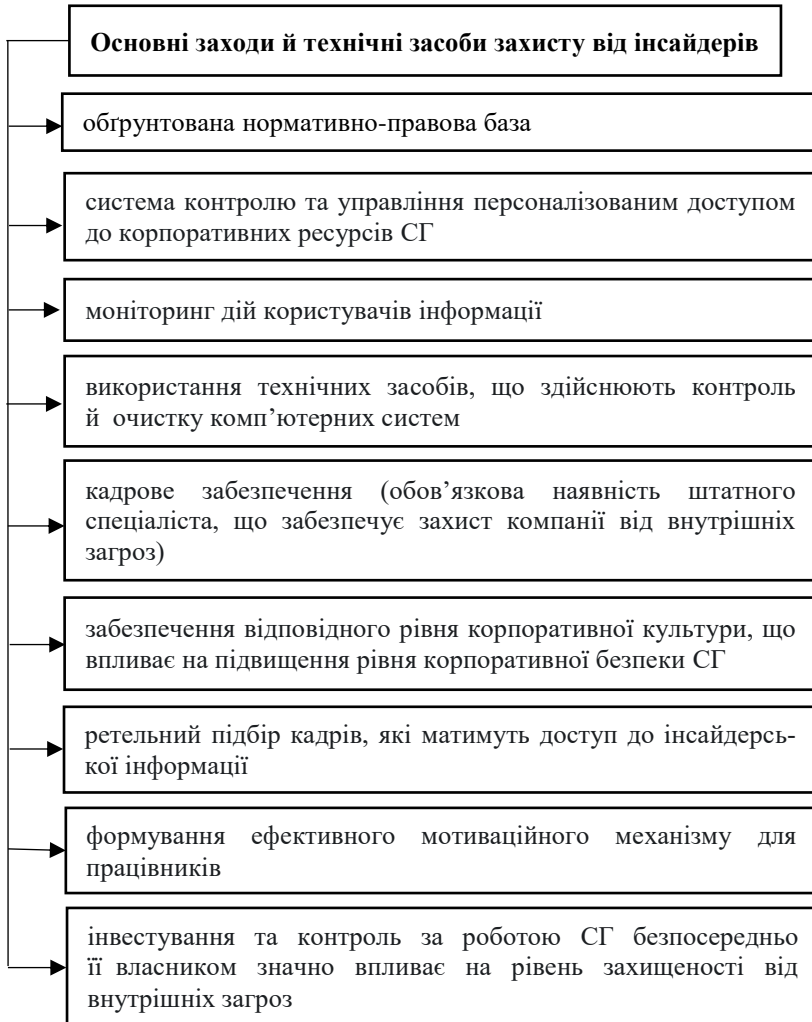 Основні заходи й технічні засоби захисту від інсайдерів
обґрунтована нормативно-правова база
система контролю та управління персоналізованим доступом
до корпоративних ресурсів СГ
моніторинг дій користувачів інформації
використання технічних засобів, що здійснюють контроль
й очистку комп’ютерних систем
кадрове забезпечення (обов’язкова наявність штатного
спеціаліста, що забезпечує захист компанії від внутрішніх
загроз)
забезпечення відповідного рівня корпоративної культури, що
впливає на підвищення рівня корпоративної безпеки СГ
ретельний підбір кадрів, які матимуть доступ до інсайдерсь-
кої інформації
формування ефективного мотиваційного механізму для
працівників
інвестування та контроль за роботою СГ безпосередньо
її власником значно впливає на рівень захищеності від
внутрішніх загроз